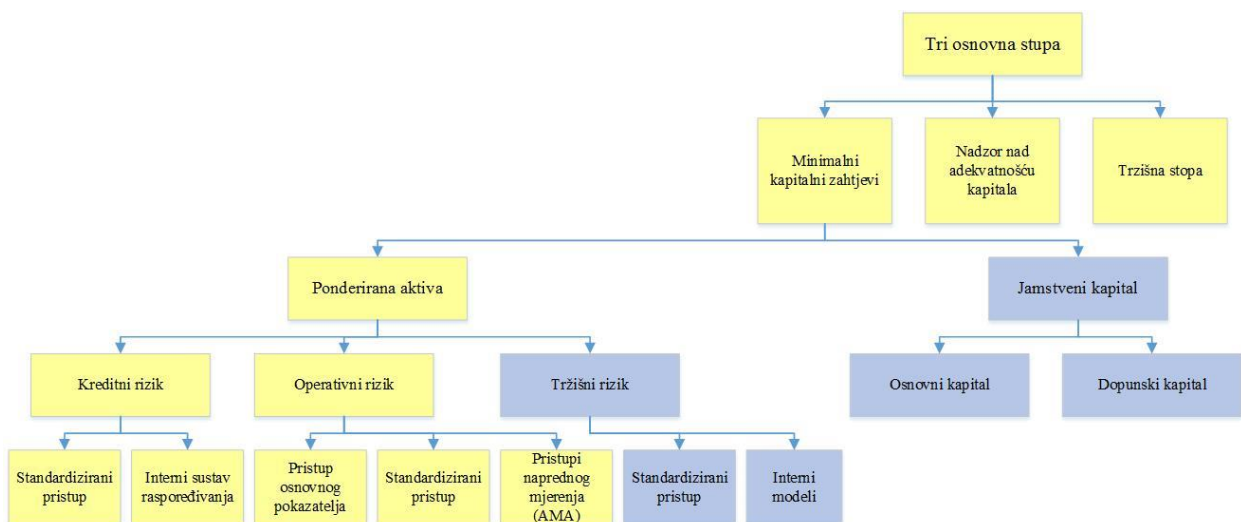 Tri osnovna stupa
Minimalni
kapitalni zahtjevi
Nadzor nad
adekvatnošću
kapitala
Trzišna stopa
Ponderirana aktiva
Jamstveni kapital
Kreditni rizik
Operativni rizik
Tržišni rizik
Osnovni kapital
Dopunski kapital
Standardizirani
pristup
Interni sustav
raspoređivanja
Pristup
osnovnog
pokazatelja
Standardizirani
pristup
Pristupi
naprednog
mjerenja
(AMA)
Standardizirani
pristup
Interni
modeli